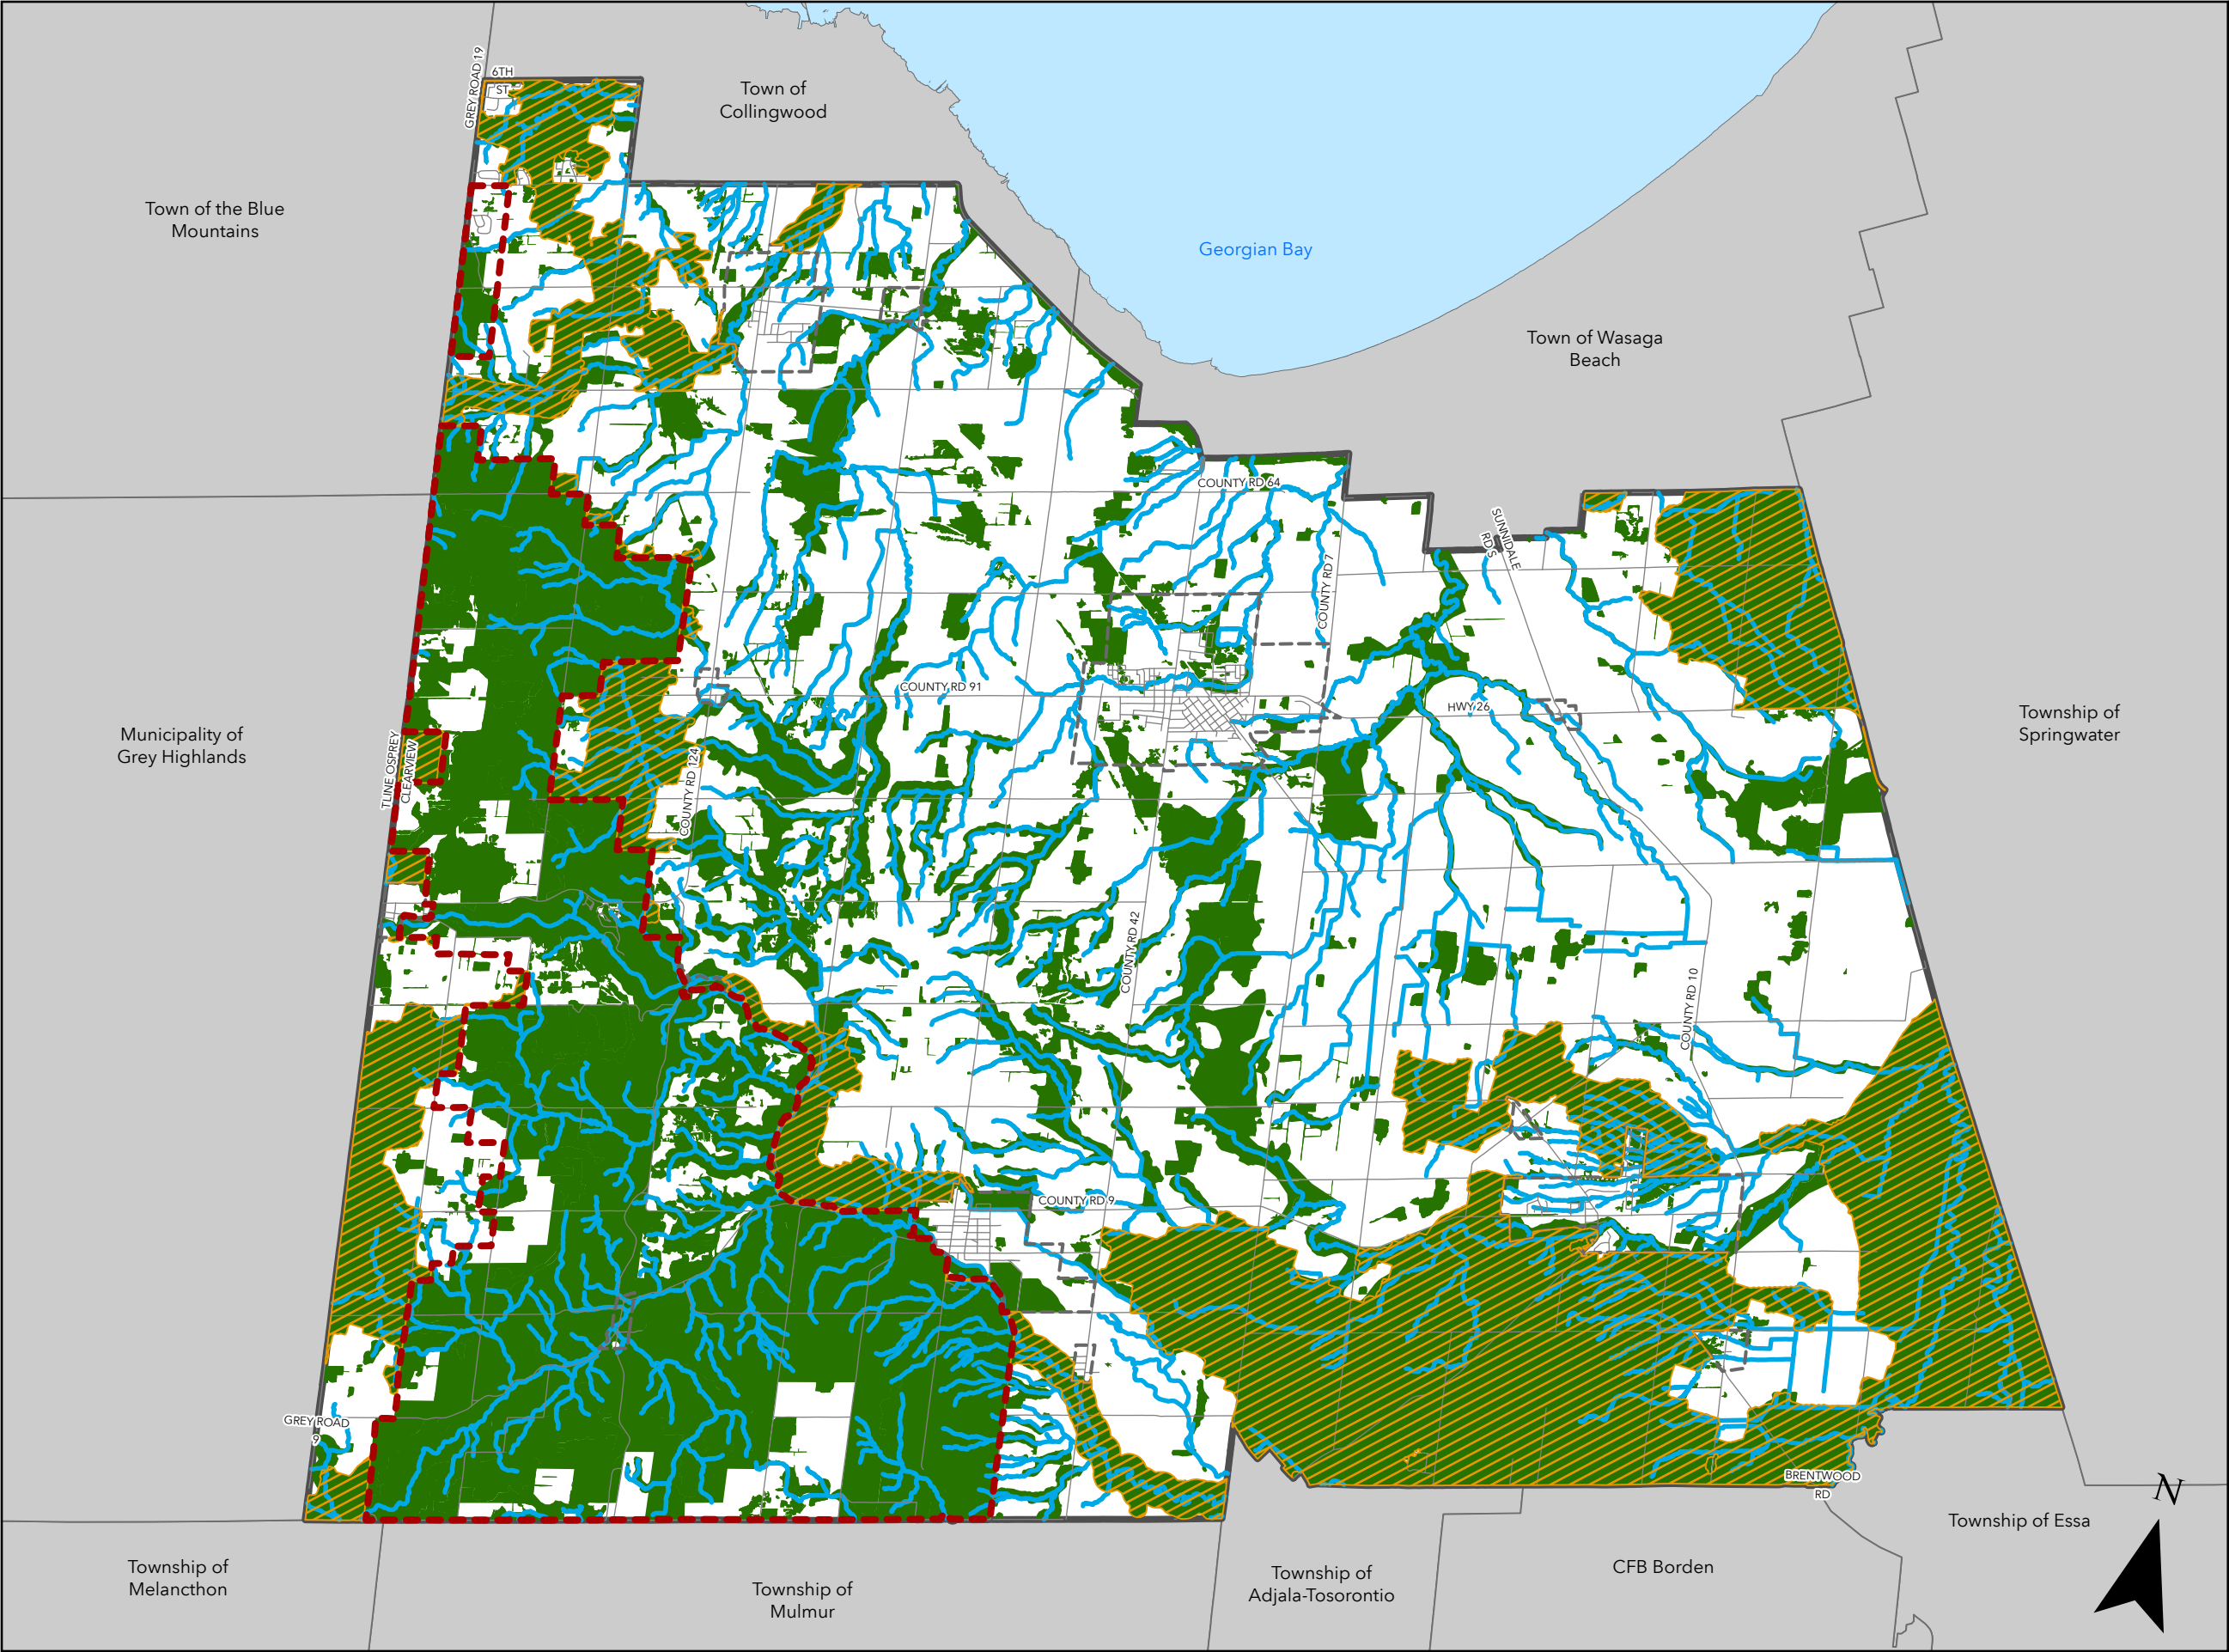 GREY ROAD 19
6TH
ST
Town of
Collingwood
Town of the Blue
Mountains
Georgian Bay
Town of Wasaga
Beach
COUNTY RD 64
SUNNIDALE
RD S
COUNTY RD 7
COUNTY RD 91
HWY 26
Municipality of
Grey Highlands
TLINE OSPREY
CLEARVIEW
COUNTY RD 124
Township of
Springwater
COUNTY RD 42
COUNTY RD 10
COUNTY RD 9
GREY ROAD
9
BRENTWOOD
RD
N
Township of Essa
Township of
Melancthon
Township of
Mulmur
Township of
Adjala-Tosorontio
CFB Borden